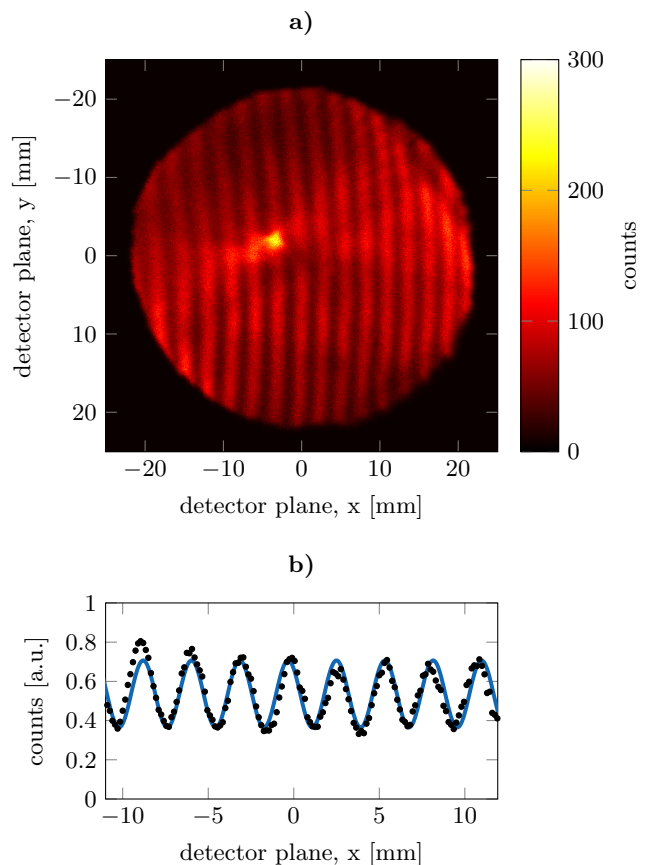 a)
−20
−10
0
10
20
detector plane, y [mm]
−20 −10 0 10 20
detector plane, x [mm]
300
200
100
0
counts
b)
1
0.8
0.6
0.4
0.2
0
counts [a.u.]
−10 −5 0 5 10
detector plane, x [mm]